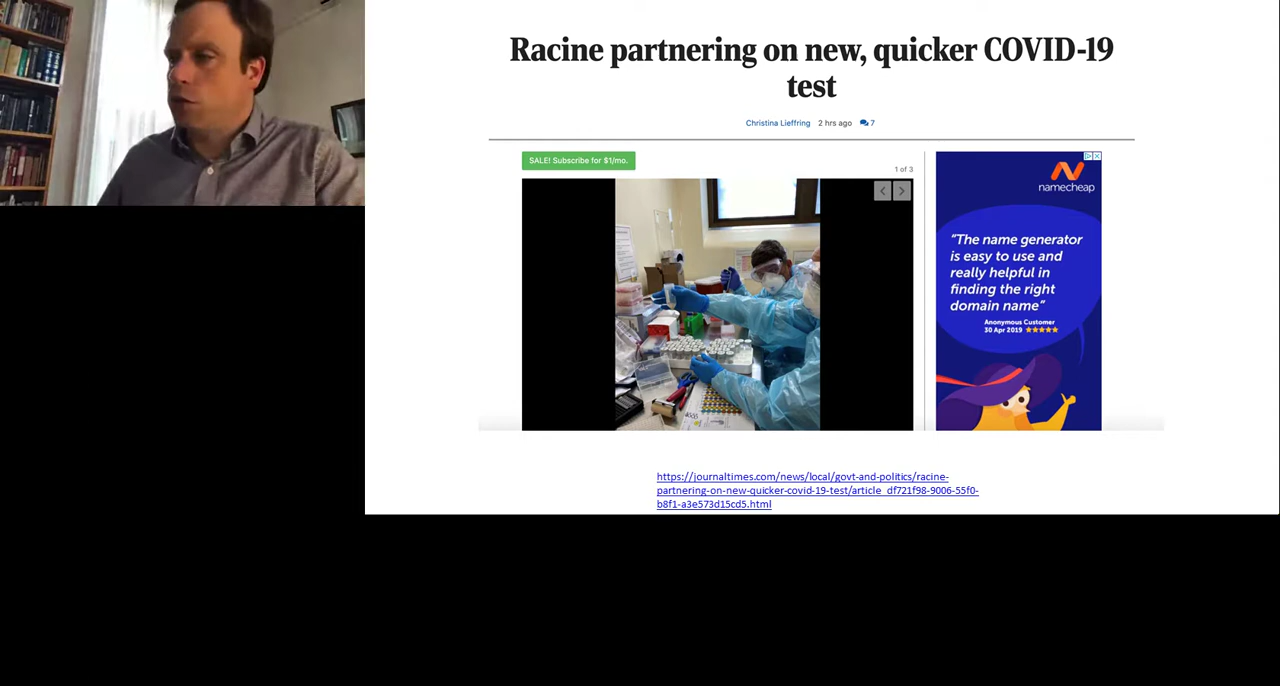 Racine partnering on new, quicker COVID-19
test
Christina Lieffring 2 hrs ago 7
SALE! Subscribe for $1/mo.
1 of 3
namecheap
“The name generator
is easy to use and
really helpful in
finding the right
domain name”
Anonymous Customer
30 Apr 2019
https://journaltimes.com/news/local/govt-and-politics/racine-
partnering-on-new-quicker-covid-19-test/article_df721f98-9006-55f0-
b8f1-a3e573d15cd5.html